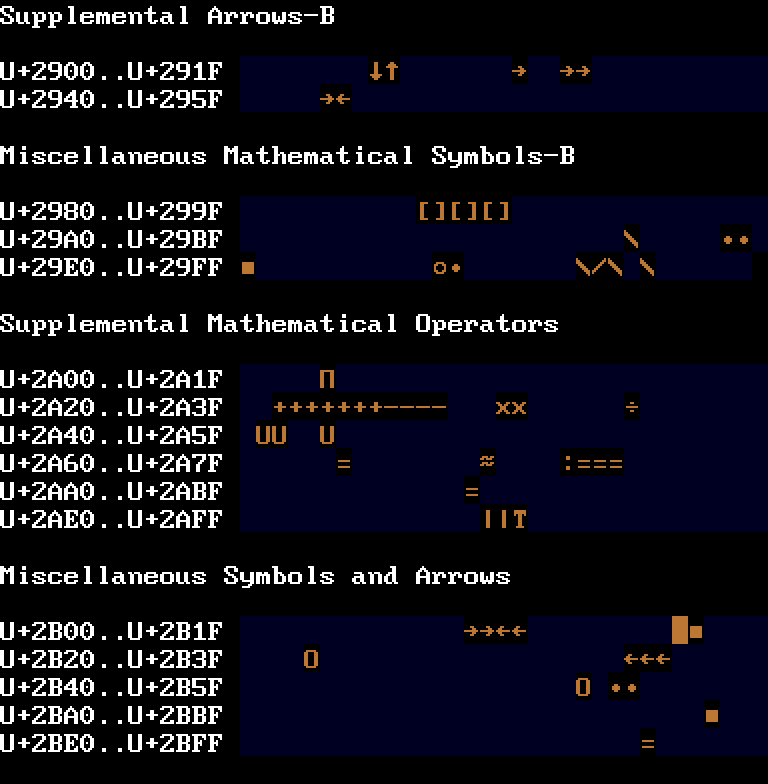 Supplemental Arrows-B
U+2900..U+291F ↓↑ → →→
U+2940..U+295F →←
Miscellaneous Mathematical Symbols-B
U+2980..U+299F [][][]
U+29A0..U+29BF \ ••
U+29E0..U+29FF ■ ○• \/\ \
Supplemental Mathematical Operators
U+2A00..U+2A1F Π
U+2A20..U+2A3F +++++++−−−− xx ÷
U+2A40..U+2A5F UU U
U+2A60..U+2A7F = ≈ :===
U+2AA0..U+2ABF =
U+2AE0..U+2AFF ||T
Miscellaneous Symbols and Arrows
U+2B00..U+2B1F →→←← █■
U+2B20..U+2B3F 0 ←←←
U+2B40..U+2B5F 0 ••
U+2BA0..U+2BBF ■
U+2BE0..U+2BFF =